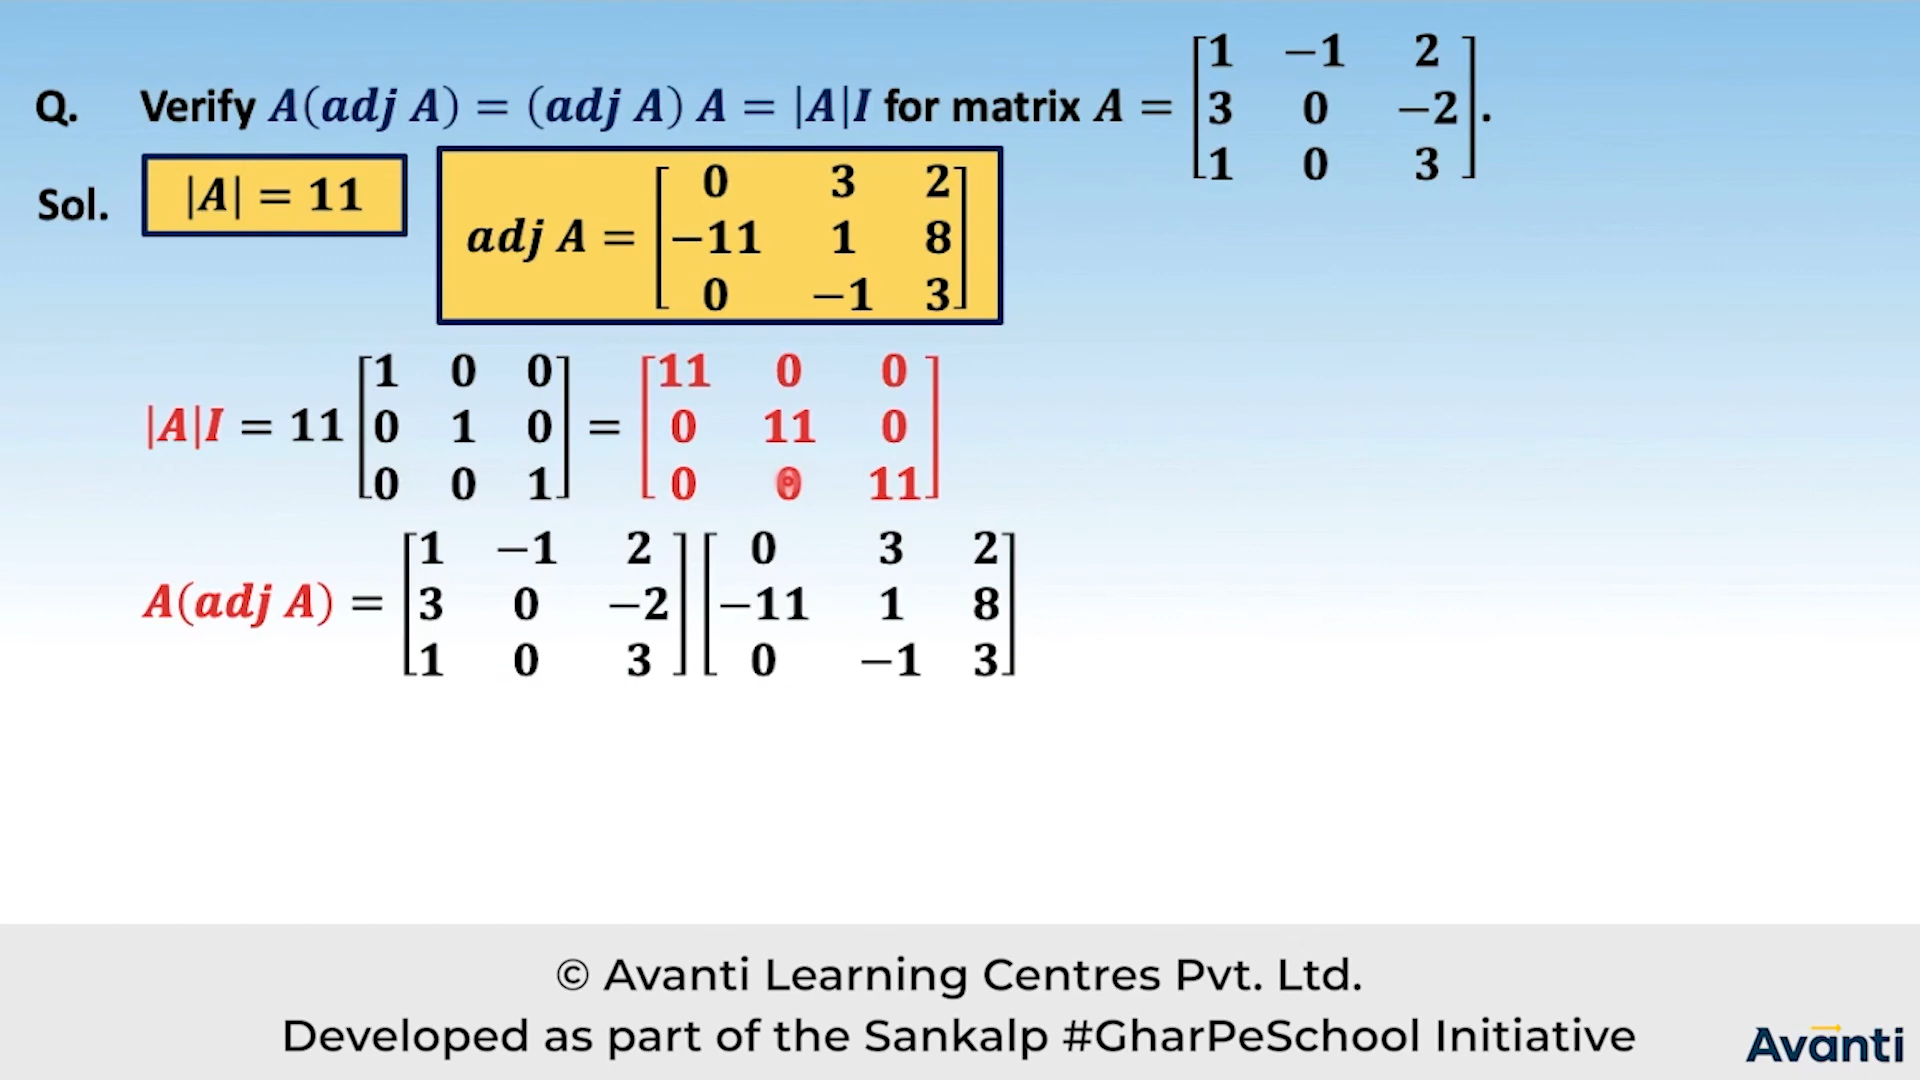 Q. Verify A(adj A) = (adj A) A = |A|I for matrix A = [1 −1 2
3 0 −2
1 0 3].
Sol. |A| = 11
adj A = [0 3 2
−11 1 8
0 −1 3]
|A|I = 11 [1 0 0
0 1 0
0 0 1] = [11 0 0
0 11 0
0 0 11]
A(adj A) = [1 −1 2
3 0 −2
1 0 3] [0 3 2
−11 1 8
0 −1 3]
© Avanti Learning Centres Pvt. Ltd.
Developed as part of the Sankalp #GharPeSchool Initiative
Avanti